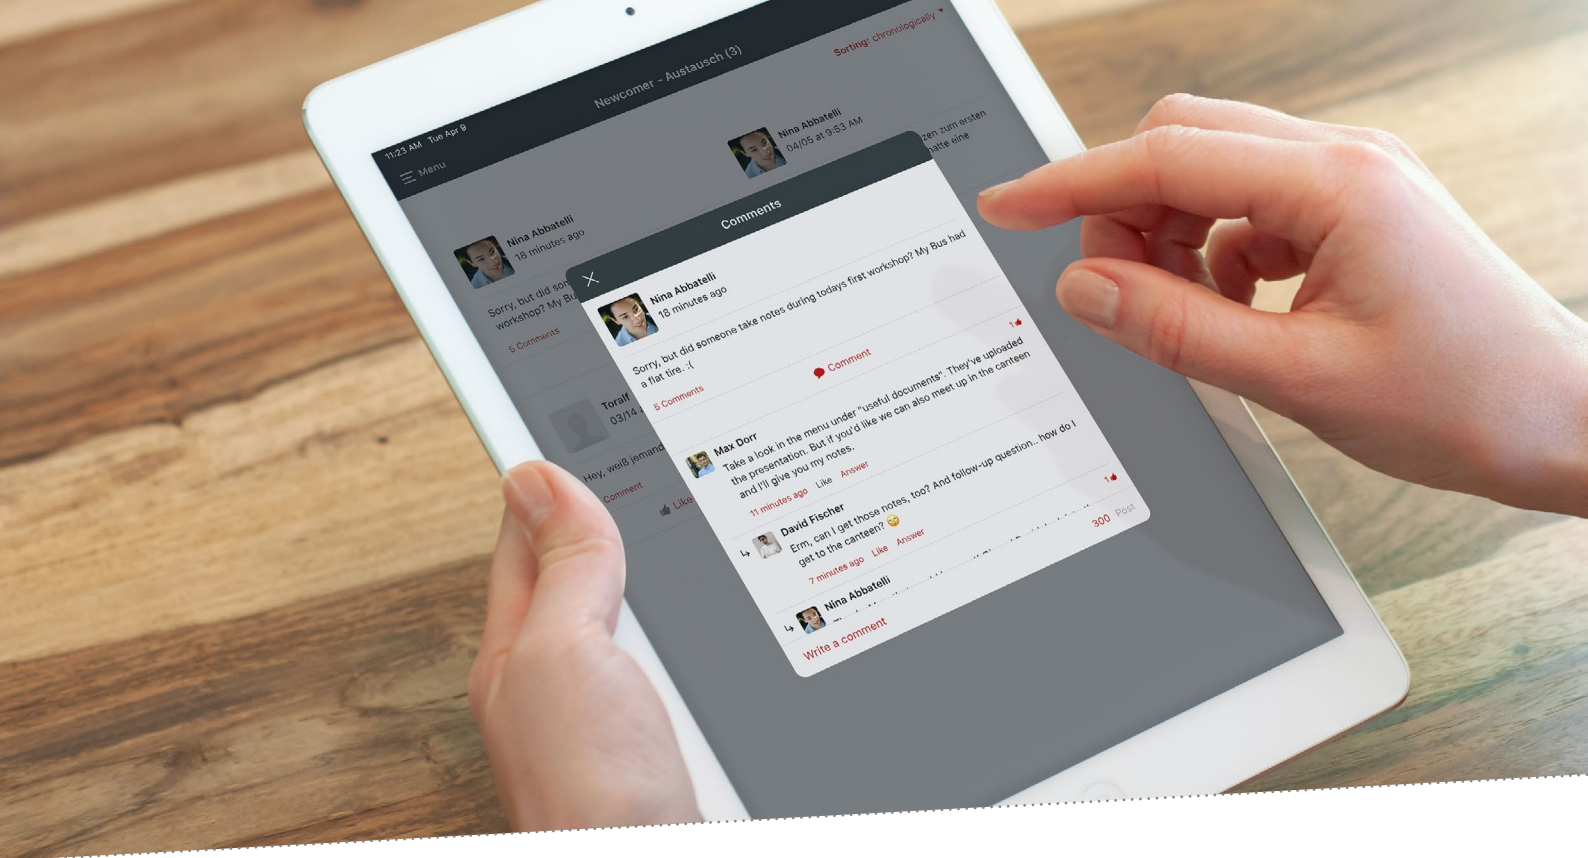 11:23 AM Tue Apr 9
Menu
Newcomer - Austausch (3)
Sorting: chronologically
Nina Abbatelli
18 minutes ago
Sorry, but did som
workshop? My Bu
5 Comments
Nina Abbatelli
04/05 at 9:53 AM
zen zum ersten
hatte eine
Toralf
03/14
Hey, weiß jemand
Comment
Like
Comments
Nina Abbatelli
18 minutes ago
Sorry, but did someone take notes during todays first workshop? My Bus had
a flat tire. :(
5 Comments
Comment
1
Max Dorr
Take a look in the menu under "useful documents". They've uploaded
the presentation. But if you'd like we can also meet up in the canteen
and I'll give you my notes.
11 minutes ago Like Answer
David Fischer
Erm, can I get those notes, too? And follow-up question.. how do I
get to the canteen? 😅
7 minutes ago Like Answer
1
Nina Abbatelli
Write a comment
300 Post